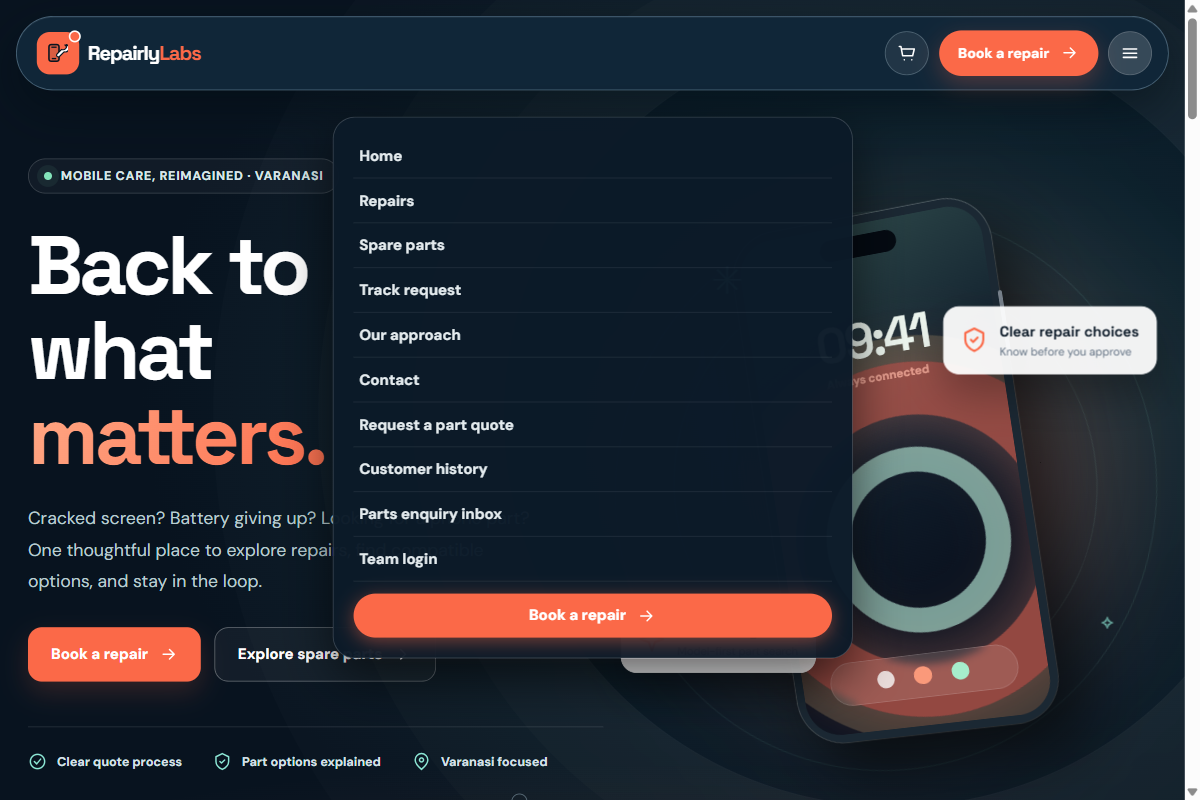 RepairlyLabs
Book a repair
MOBILE CARE, REIMAGINED · VARANASI
Back to
what
matters.
Cracked screen? Battery giving up?
One thoughtful place to explore
options, and stay in the loop.
Book a repair
Explore spare parts
Clear quote process
Part options explained
Varanasi focused
Home
Repairs
Spare parts
Track request
Our approach
Contact
Request a part quote
Customer history
Parts enquiry inbox
Team login
Book a repair
09:41
connected
Clear repair choices
Know before you approve